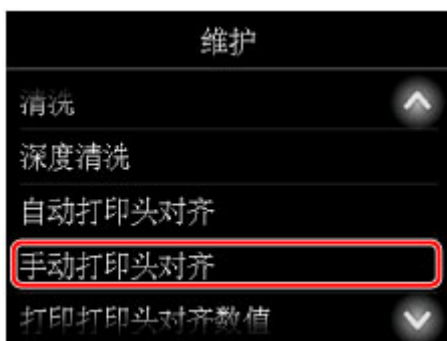 维护
清洗
深度清洗
自动打印头对齐
手动打印头对齐
打印打印头对齐数值